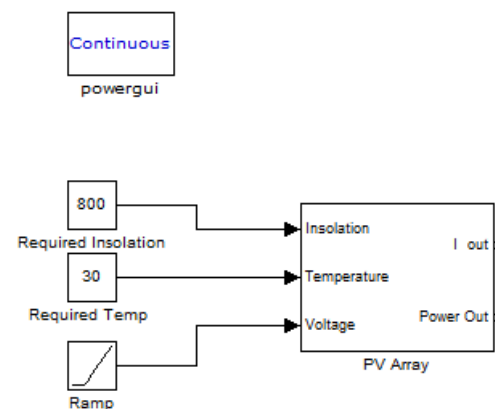 Continuous
powergui
800
Required Insolation
30
Required Temp
Ramp
Insolation
Temperature
Voltage
I out
Power Out
PV Array